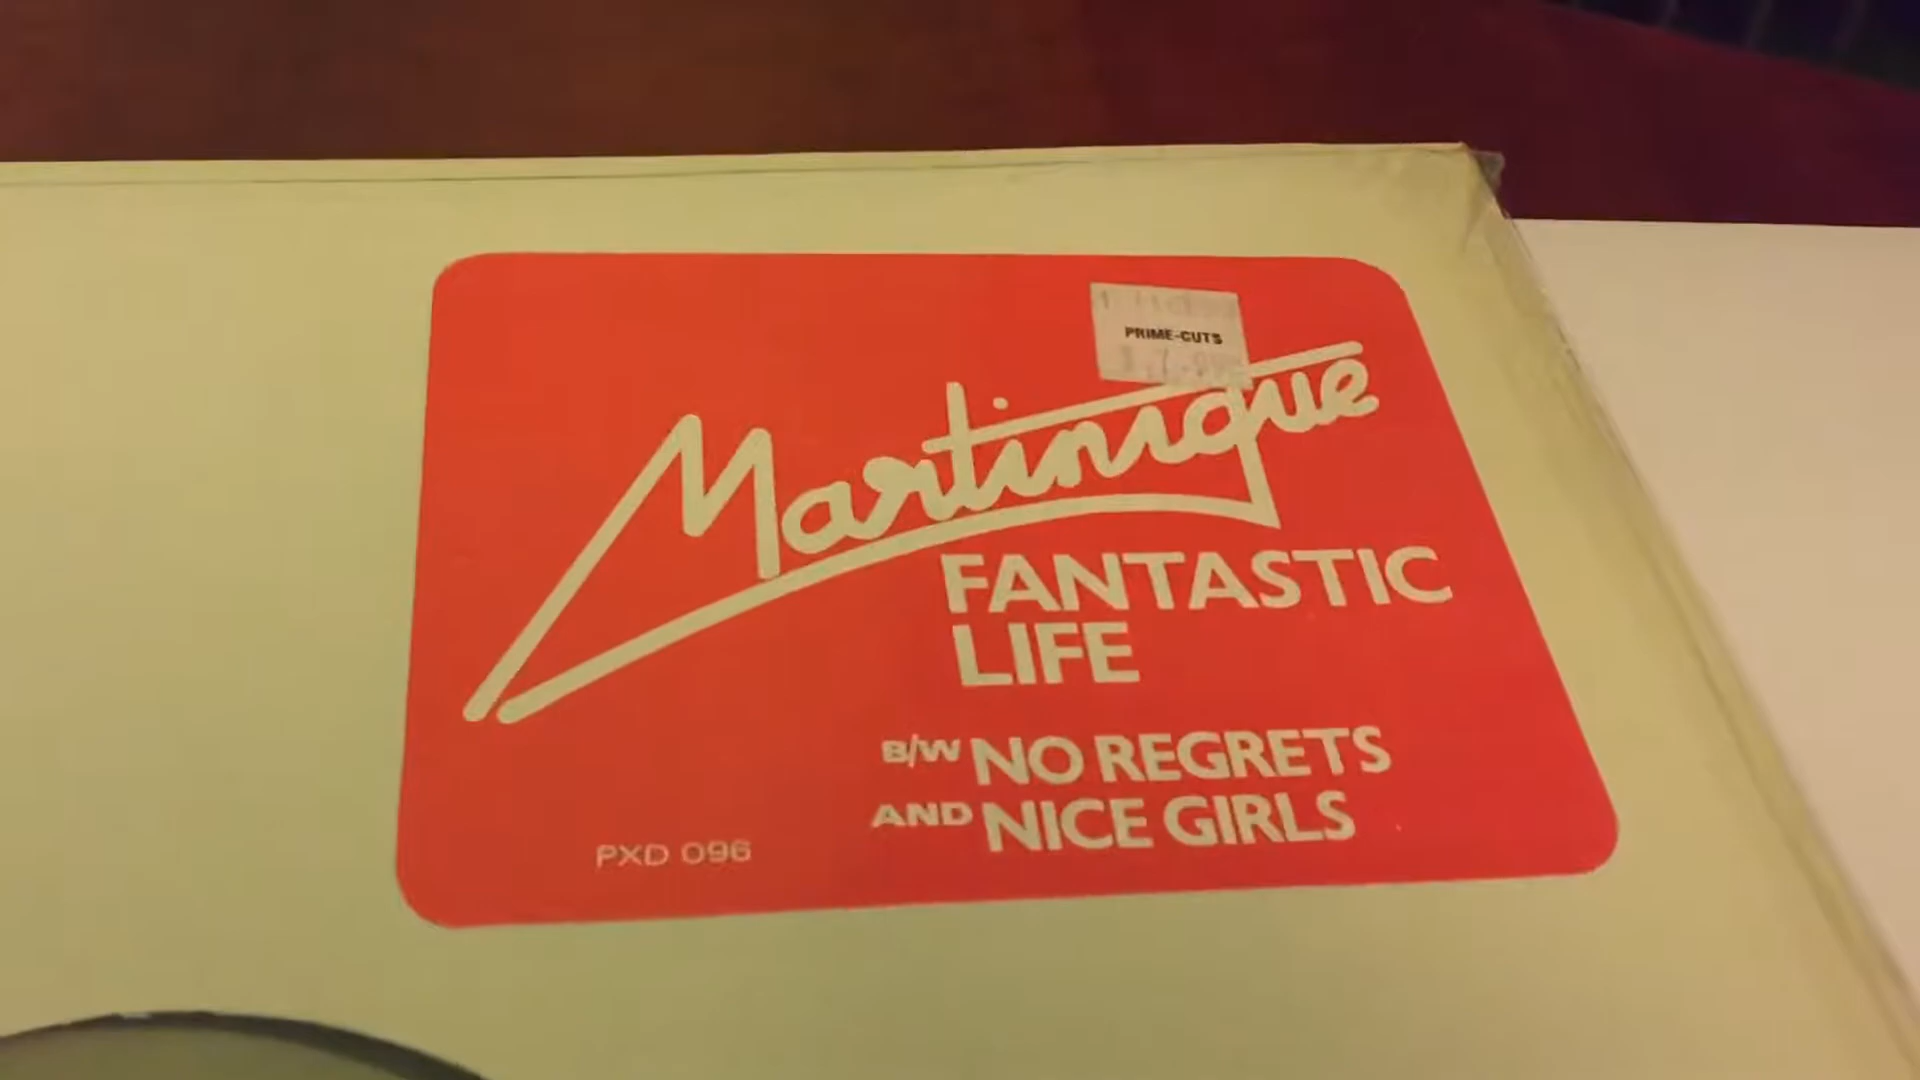 PRIME-CUTS
Martinique
FANTASTIC
LIFE
B/W NO REGRETS
AND NICE GIRLS
PXD 096